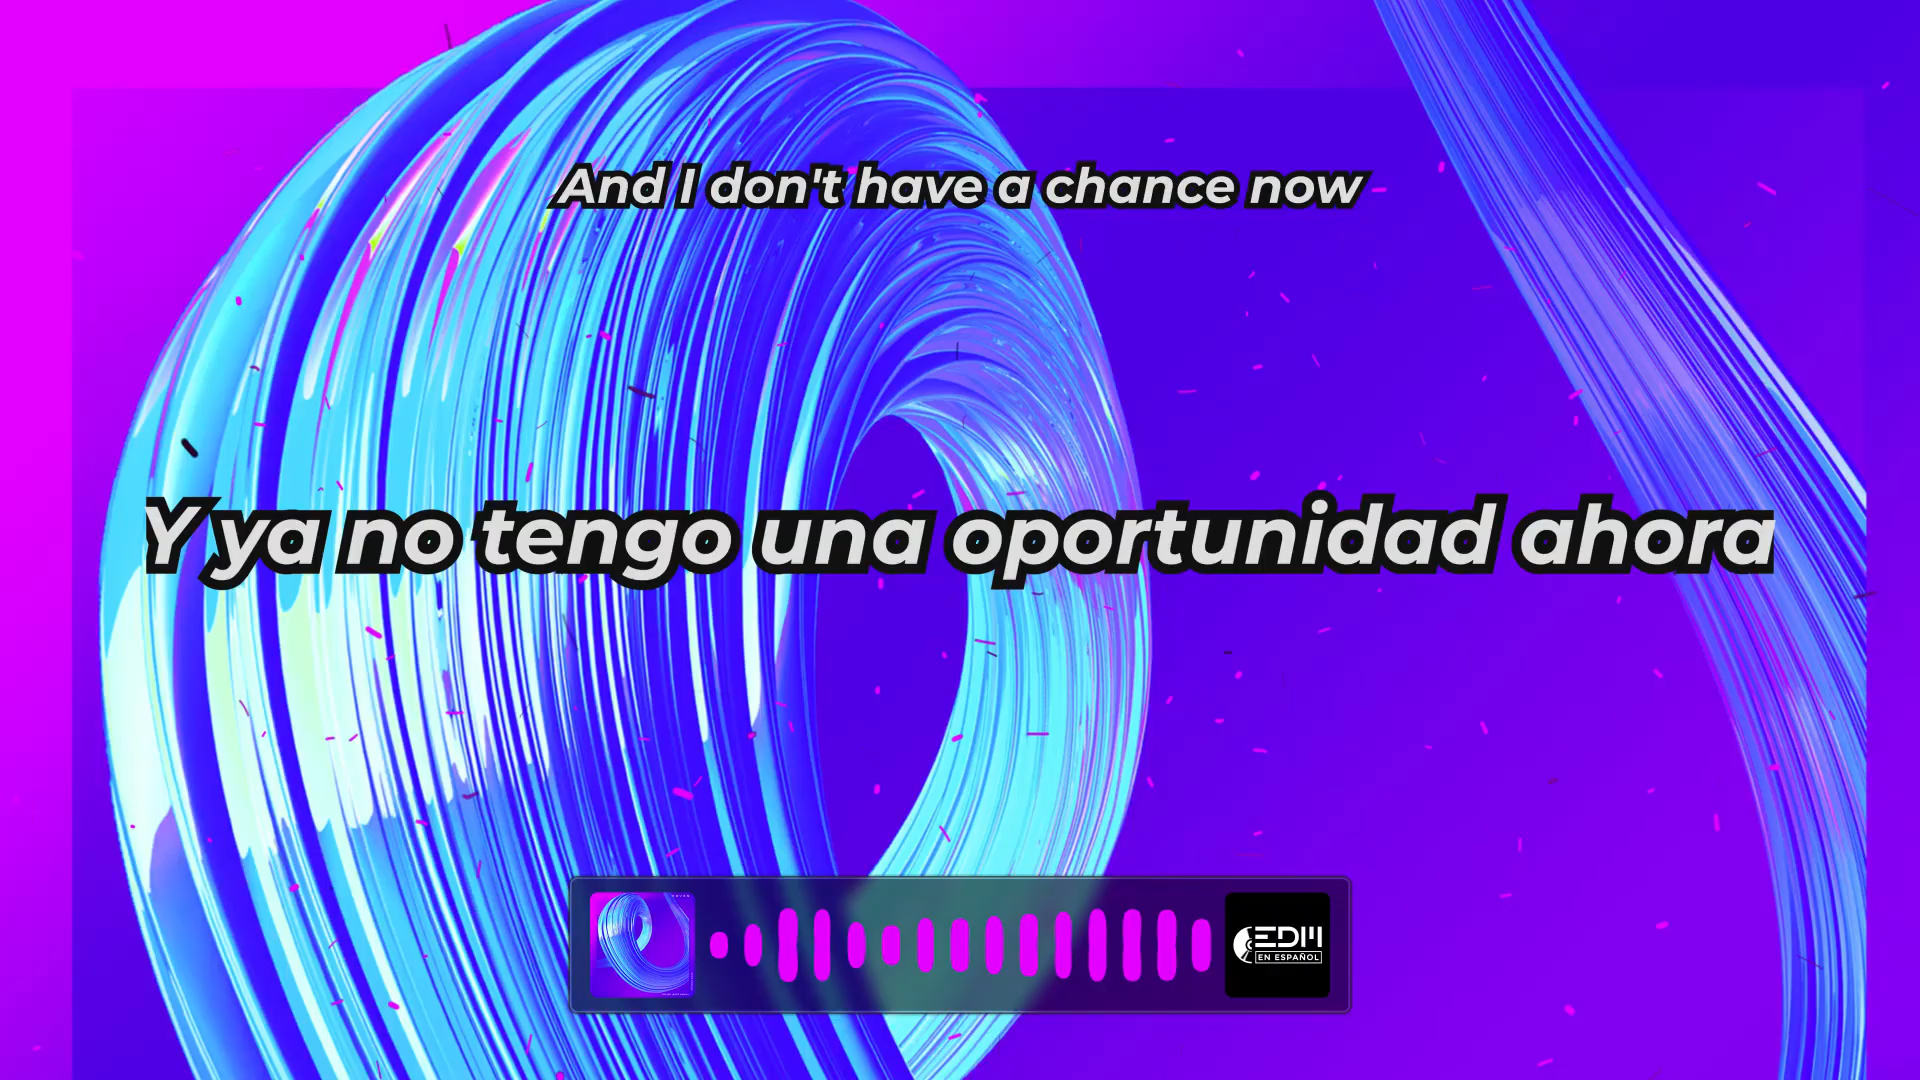 And I don't have a chance now
Y ya no tengo una oportunidad ahora
EDM
EN ESPAÑOL